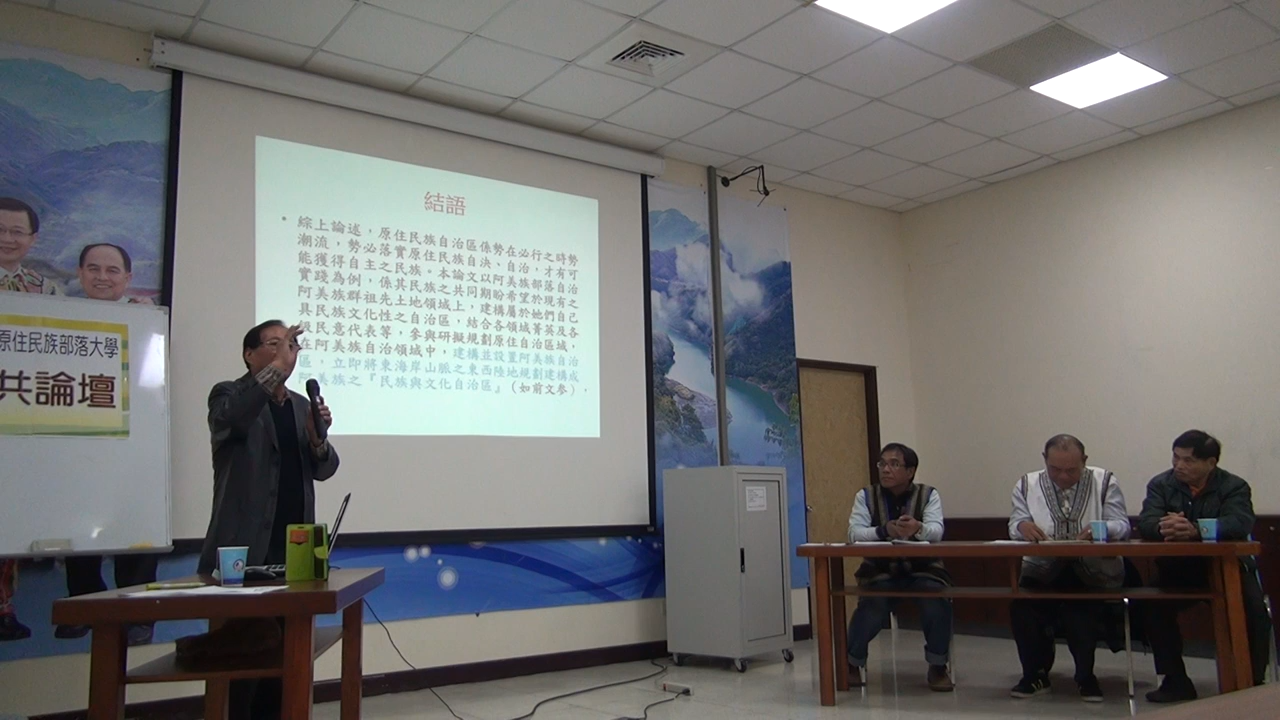 結語
• 綜上論述，原住民族自治區係勢在必行之時勢
潮流，勢必落實原住民族自決、自治，才有可
能獲得自主之民族。本論文以阿美族部落自治
實踐為例，係其民族之共同期盼希望於現有之
阿美族群祖先土地領域上，建構屬於她們自己
具民族文化性之自治區，結合各領域菁英及各
級民意代表等，參與研擬規劃原住自治區域，
在阿美族自治領域中，建構並設置阿美族自治
區，立即將東海岸山脈之東西陸地規劃建構成
阿美族之『民族與文化自治區』（如前文參）.
原住民族部落大學
共論壇